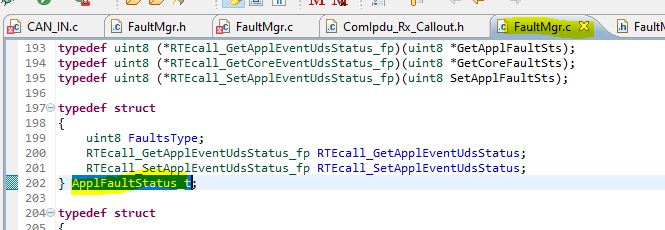 CAN_IN.c FaultMgr.h FaultMgr.c ComIpdu_Rx_Callout.h FaultMgr.c Fault
193 typedef uint8 (*RTEcall_GetApplEventUdsStatus_fp)(uint8 *GetApplFaultSts);
194 typedef uint8 (*RTEcall_GetCoreEventUdsStatus_fp)(uint8 *GetCoreFaultSts);
195 typedef uint8 (*RTEcall_SetApplEventUdsStatus_fp)(uint8 SetApplFaultSts);
196
197 typedef struct
198 {
199 uint8 FaultsType;
200 RTEcall_GetApplEventUdsStatus_fp RTEcall_GetApplEventUdsStatus;
201 RTEcall_SetApplEventUdsStatus_fp RTEcall_SetApplEventUdsStatus;
202 } ApplFaultStatus_t;
203
204 typedef struct
205 {